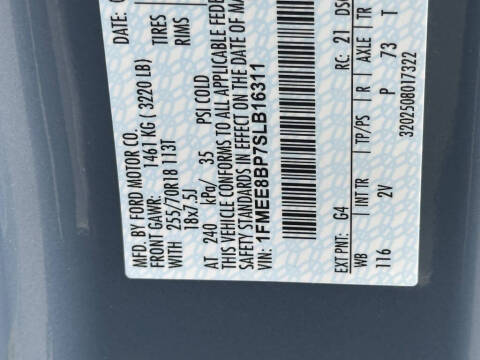 MFD. BY FORD MOTOR CO.
DATE:
FRONT GAWR: 1461 KG ( 3220 LB)
WITH 255/70R18 113T TIRES
18x7.5J RIMS
AT 240 kPa/ 35 PSI COLD
THIS VEHICLE CONFORMS TO ALL APPLICABLE FEDE
SAFETY STANDARDS IN EFFECT ON THE DATE OF MA
VIN: 1FMEE8BP7SLB16311
EXT PNT: G4 RC: 21 DSO
WB INT TR TP/PS R AXLE TR
116 2V P 73 T
3202508017322